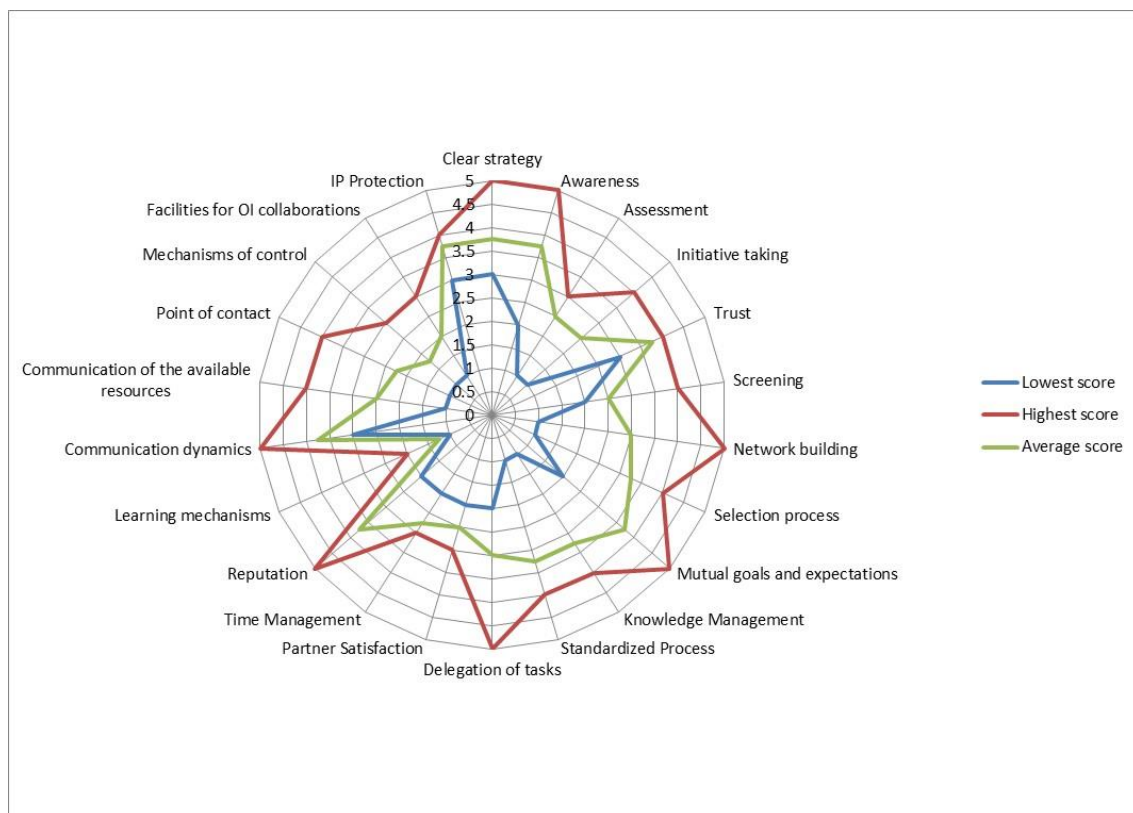 Clear strategy
IP Protection
Awareness
Facilities for OI collaborations
Assessment
Mechanisms of control
Initiative taking
Point of contact
Trust
Communication of the available
resources
Screening
Communication dynamics
Network building
Learning mechanisms
Selection process
Reputation
Mutual goals and expectations
Time Management
Knowledge Management
Partner Satisfaction
Standardized Process
Delegation of tasks
5
4.5
4
3.5
3
2.5
2
1.5
1
0.5
0
Lowest score
Highest score
Average score